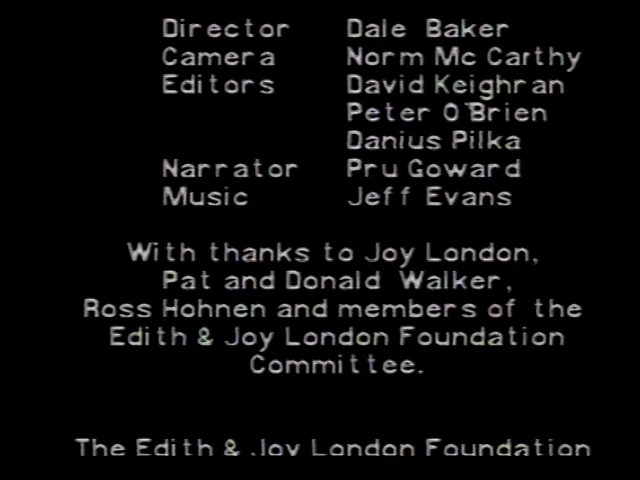 Director Dale Baker
Camera Norm Mc Carthy
Editors David Keighran
Peter O'Brien
Danius Pilka
Narrator Pru Goward
Music Jeff Evans
With thanks to Joy London,
Pat and Donald Walker,
Ross Hohnen and members of the
Edith & Joy London Foundation
Committee.
The Edith & Joy London Foundation